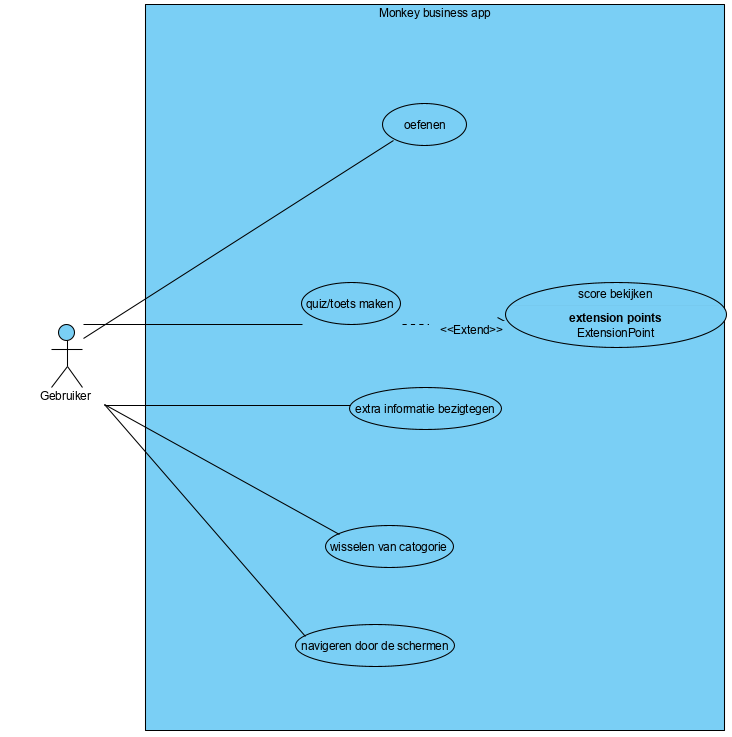 Monkey business app
oefenen
quiz/toets maken
score bekijken
extension points
ExtensionPoint
<<Extend>>
Gebruiker
extra informatie bezigtegen
wisselen van catogorie
navigeren door de schermen